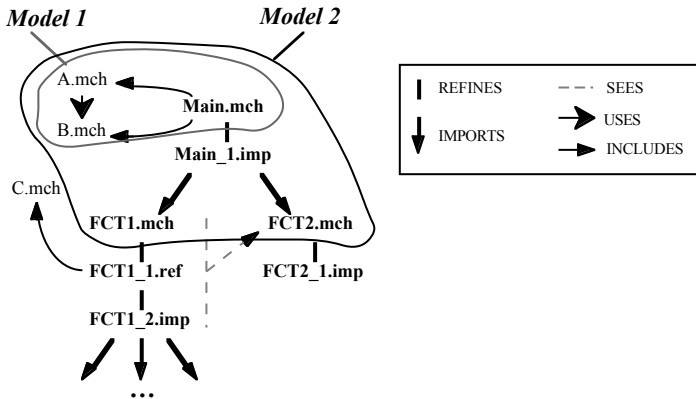 Model 1
Model 2
A.mch
Main.mch
B.mch
Main_1.imp
C.mch
FCT1.mch
FCT2.mch
FCT1_1.ref
FCT2_1.imp
FCT1_2.imp
...
REFINES
SEES
USES
IMPORTS
INCLUDES